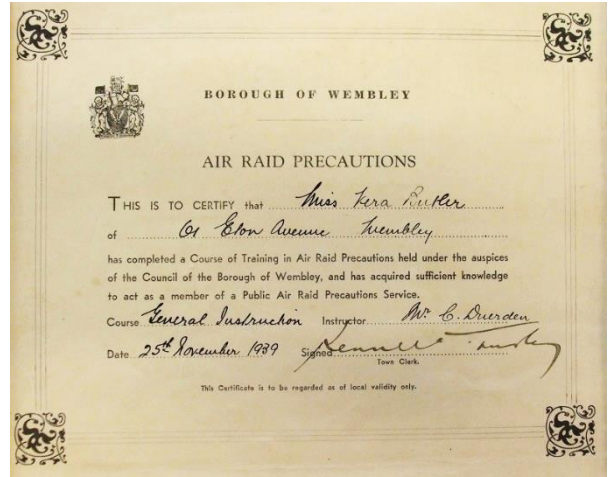 BOROUGH OF WEMBLEY
AIR RAID PRECAUTIONS
THIS IS TO CERTIFY that Miss Vera Butler
of 61 Eton Avenue Wembley
has completed a Course of Training in Air Raid Precautions held under the auspices
of the Council of the Borough of Wembley, and has acquired sufficient knowledge
to act as a member of a Public Air Raid Precautions Service.
Course General Instruction Instructor Mr C. Druerden
Date 25th November 1939 Signed Kenneth
Town Clerk.
This Certificate is to be regarded as of local validity only.